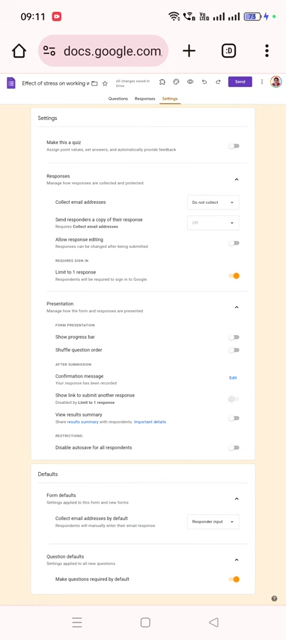 09:11
docs.google.com
:D
Effect of stress on working w
All changes saved in
Drive
Send
Questions Responses Settings
Settings
Make this a quiz
Assign point values, set answers, and automatically provide feedback
Responses
Manage how responses are collected and protected
Collect email addresses
Do not collect
Send responders a copy of their response
Requires Collect email addresses
Off
Allow response editing
Responses can be changed after being submitted
REQUIRES SIGN IN
Limit to 1 response
Respondents will be required to sign in to Google
Presentation
Manage how the form and responses are presented
FORM PRESENTATION
Show progress bar
Shuffle question order
AFTER SUBMISSION
Confirmation message
Your response has been recorded
Edit
Show link to submit another response
Disabled by Limit to 1 response
View results summary
Share results summary with respondents. Important details
RESTRICTIONS
Disable autosave for all respondents
Defaults
Form defaults
Settings applied to this form and new forms
Collect email addresses by default
Respondents will manually enter their email response
Responder input
Question defaults
Settings applied to all new questions
Make questions required by default